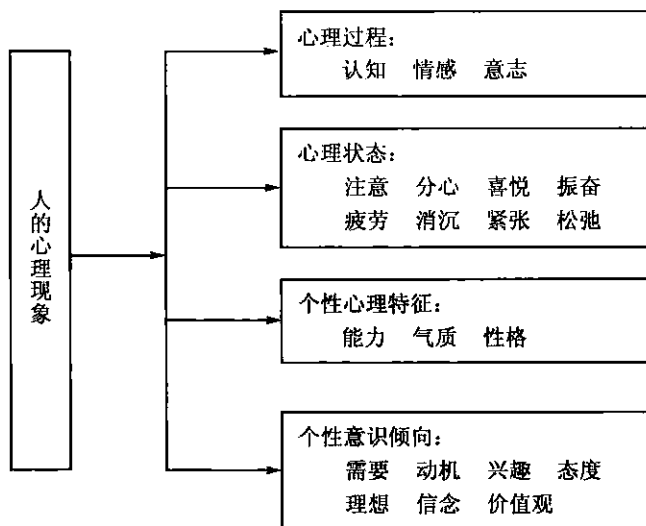 人的心理现象
心理过程：
认知 情感 意志
心理状态：
注意 分心 喜悦 振奋
疲劳 消沉 紧张 松弛
个性心理特征：
能力 气质 性格
个性意识倾向：
需要 动机 兴趣 态度
理想 信念 价值观